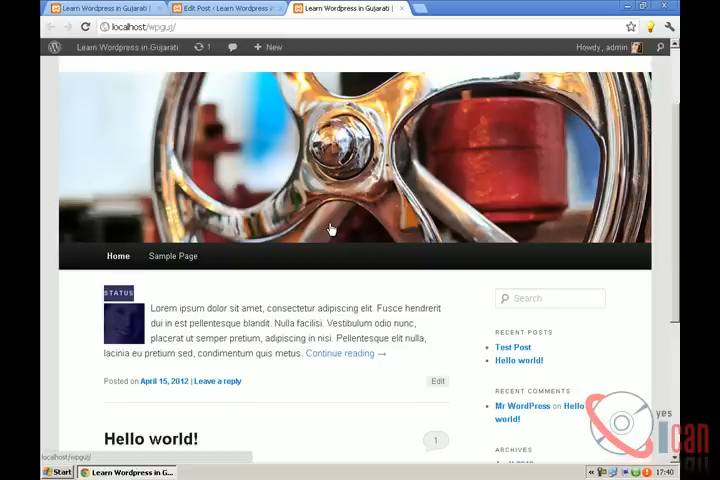 Learn Wordpress in Gujarati |
Edit Post ‹ Learn Wordpress in
Learn Wordpress in Gujarati |
localhost/wpguj/
Learn Wordpress in Gujarati
1
+ New
Howdy, admin
Home
Sample Page
STATUS
Lorem ipsum dolor sit amet, consectetur adipiscing elit. Fusce hendrerit
dui in est pellentesque blandit. Nulla facilisi. Vestibulum odio nunc,
placerat ut semper pretium, adipiscing in nisi. Pellentesque elit nulla,
lacinia eu pretium sed, condimentum quis metus. Continue reading →
Posted on April 15, 2012 | Leave a reply
Edit
Hello world!
1
Search
RECENT POSTS
Test Post
Hello world!
RECENT COMMENTS
Mr WordPress on Hello
world!
ARCHIVES
yes
ican
localhost/wpguj/
Start
Learn Wordpress in G...
17:40